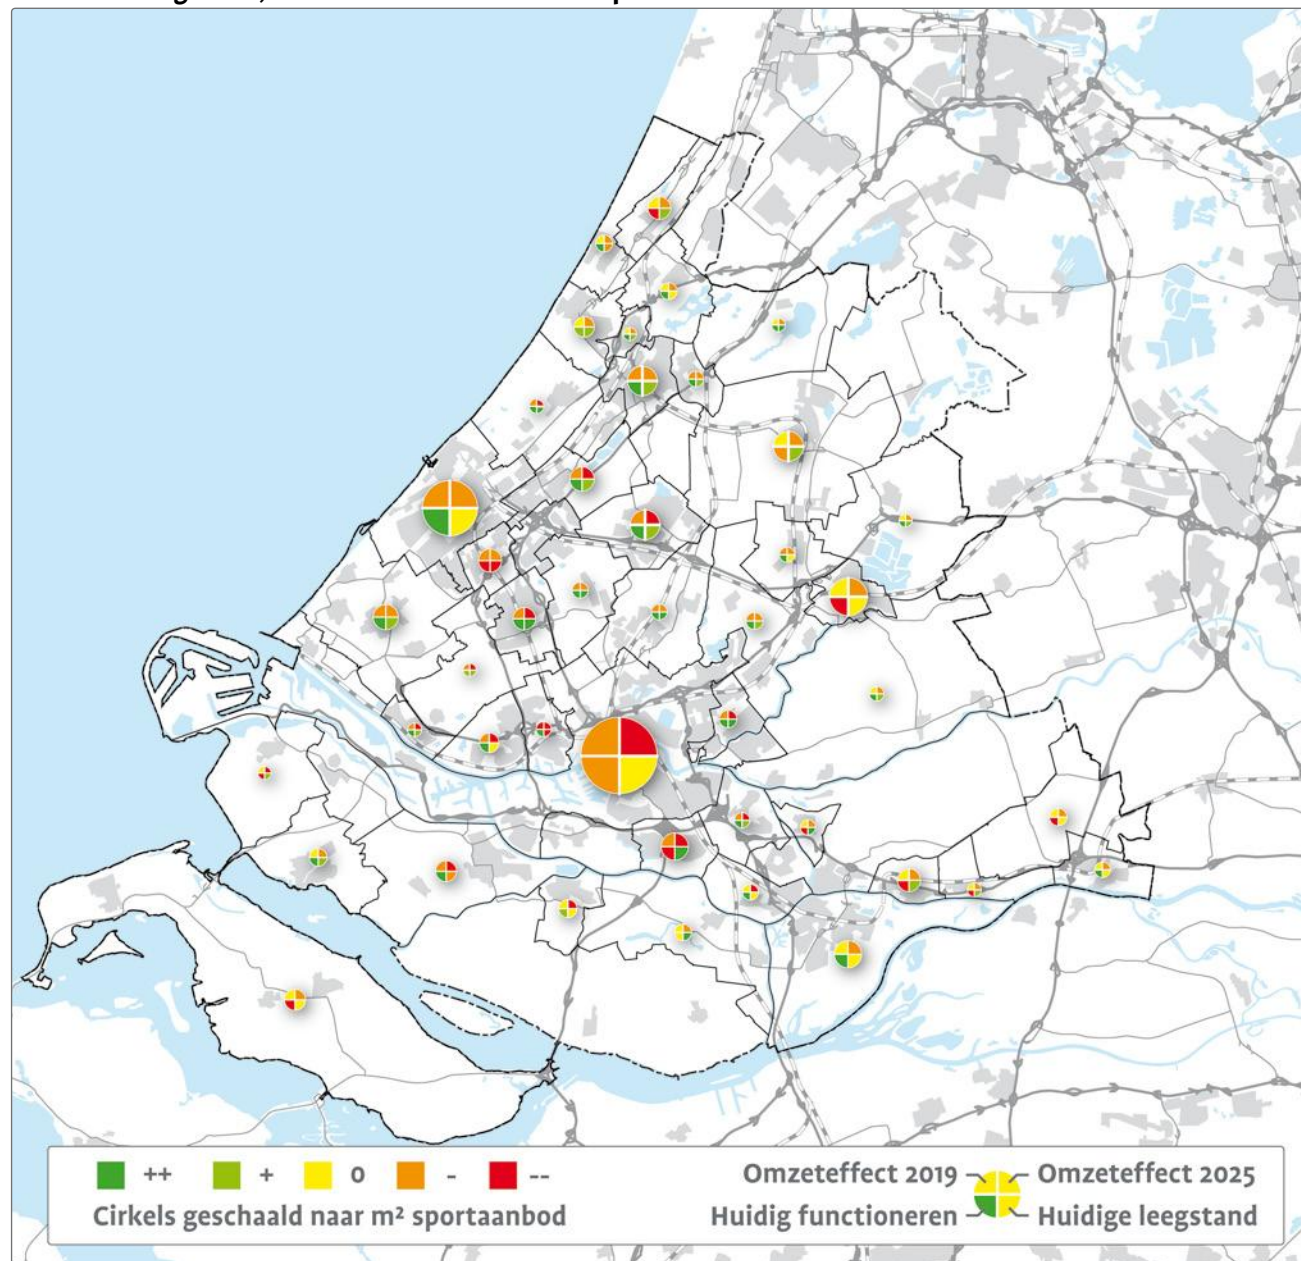 ++ + 0 - --
Omzeteffect 2019 Omzeteffect 2025
Cirkels geschaald naar m² sportaanbod
Huidig functioneren Huidige leegstand